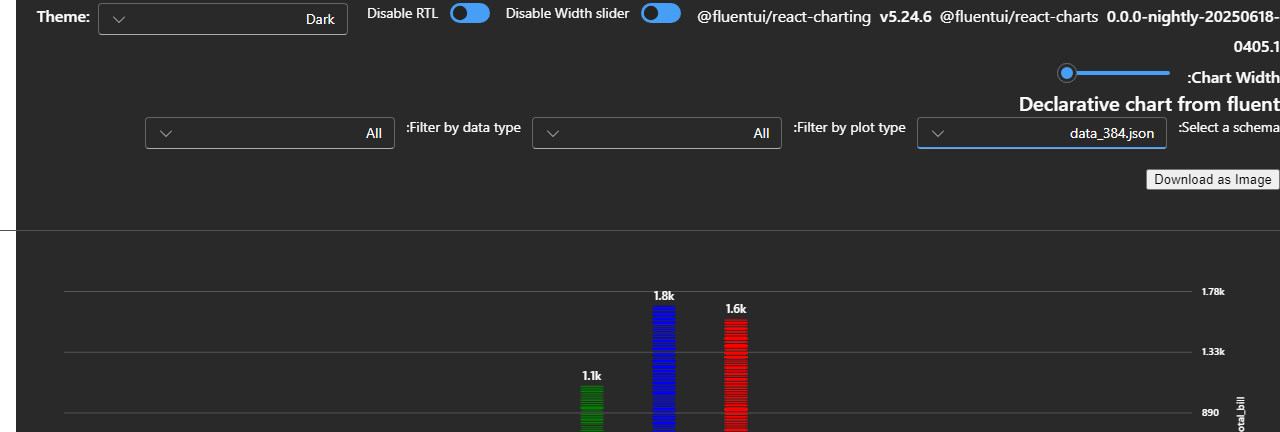 Theme: Dark Disable RTL Disable Width slider @fluentui/react-charting v5.24.6 @fluentui/react-charts 0.0.0-nightly-20250618-
0405.1
:Chart Width
Declarative chart from fluent
:Select a schema data_384.json :Filter by plot type All :Filter by data type All
Download as Image
1.78k
1.8k
1.6k
1.33k
1.1k
890